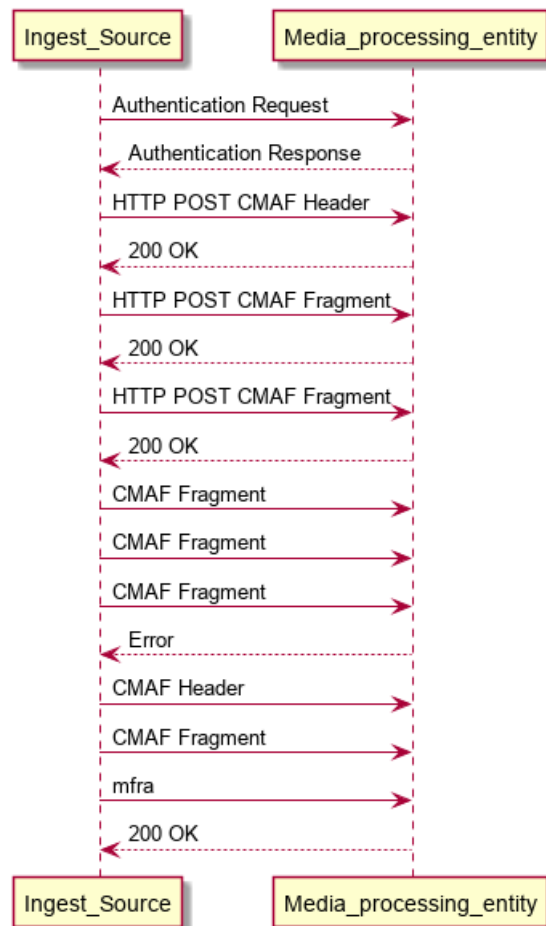 Ingest_Source
Media_processing_entity
Authentication Request
Authentication Response
HTTP POST CMAF Header
200 OK
HTTP POST CMAF Fragment
200 OK
HTTP POST CMAF Fragment
200 OK
CMAF Fragment
CMAF Fragment
CMAF Fragment
Error
CMAF Header
CMAF Fragment
mfra
200 OK
Ingest_Source
Media_processing_entity